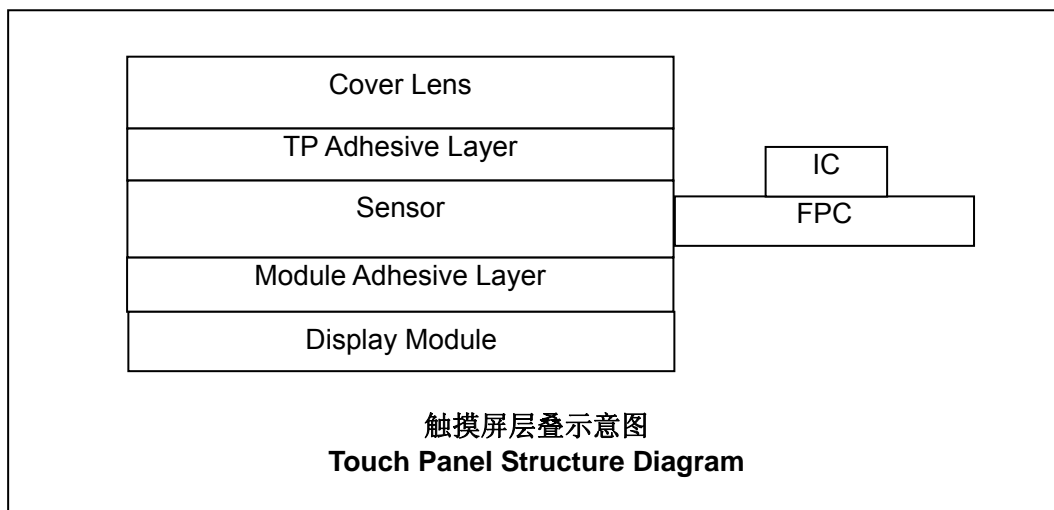 Cover Lens
TP Adhesive Layer
IC
Sensor
FPC
Module Adhesive Layer
Display Module
触摸屏层叠示意图
Touch Panel Structure Diagram